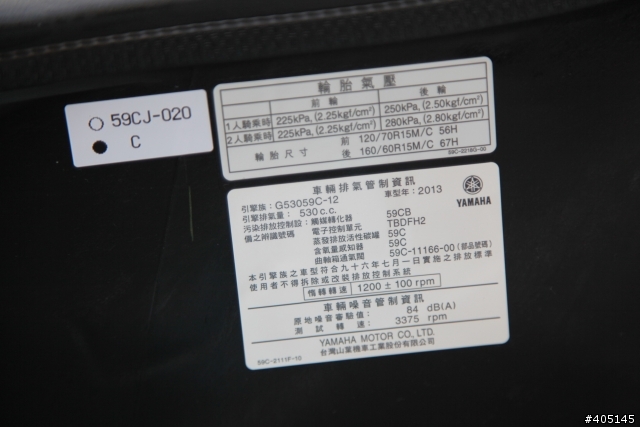 59CJ-020
C
輪胎氣壓
前輪 後輪
1人騎乘時 225kPa, (2.25kgf/cm²) 250kPa, (2.50kgf/cm²)
2人騎乘時 225kPa, (2.25kgf/cm²) 280kPa, (2.80kgf/cm²)
輪胎尺寸 前 120/70R15M/C 56H
後 160/60R15M/C 67H
59C-2218G-00
車輛排氣管制資訊
引擎族: G53059C-12 車型年: 2013
引擎排氣量: 530 c.c.
YAMAHA
污染排放控制設備之辨識號: 觸媒轉化器 59CB
電子控制單元 TBDFH2
蒸發排放活性碳罐 59C
含氧量感知器 59C
曲軸箱通氣閥 59C-11166-00 (部品號碼)
本引擎族之車型符合九十六年七月一日實施之排放標準
使用者不得拆除或改裝排放控制系統
惰轉轉速 1200 ± 100 rpm
車輛噪音管制資訊
原地噪音審驗值: 84 dB(A)
測試轉速: 3375 rpm
YAMAHA MOTOR CO., LTD.
台灣山葉機車工業股份有限公司
59C-2111F-10
#405145